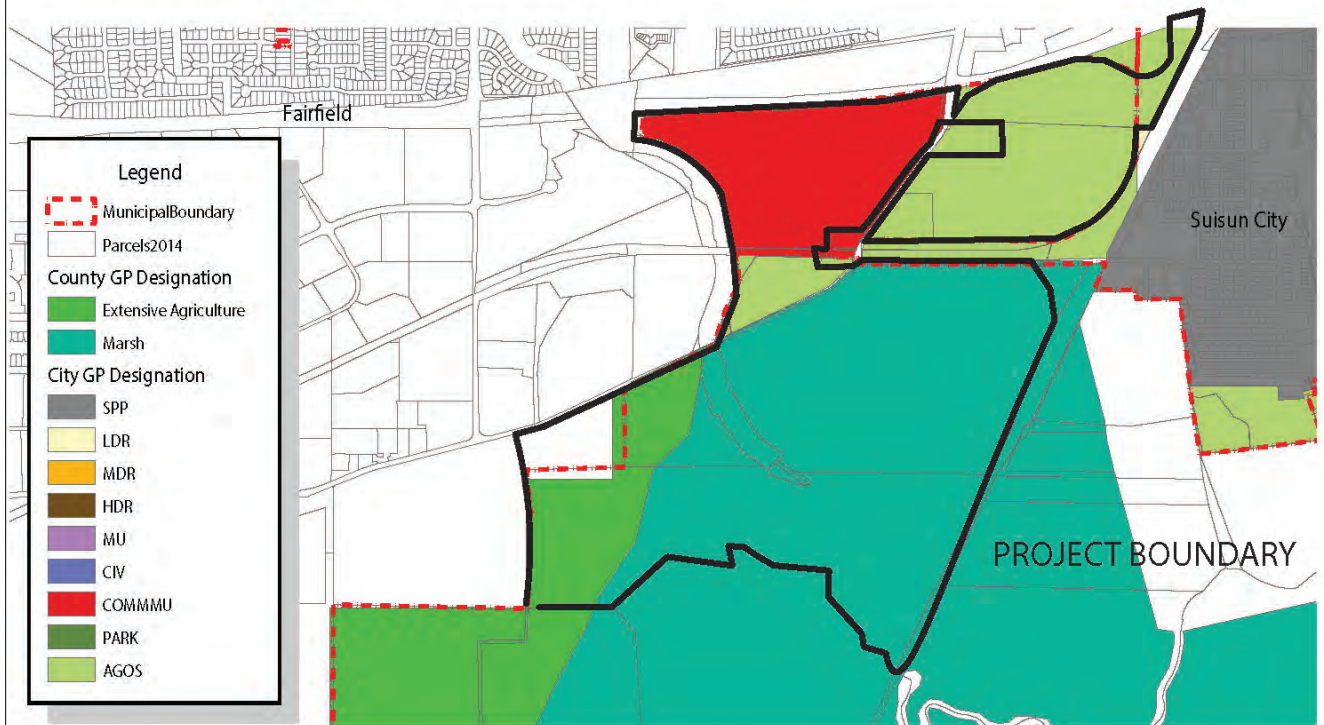 Fairfield
Legend
MunicipalBoundary
Parcels2014
County GP Designation
Extensive Agriculture
Marsh
City GP Designation
SPP
LDR
MDR
HDR
MU
CIV
COMMMU
PARK
AGOS
Suisun City
PROJECT BOUNDARY